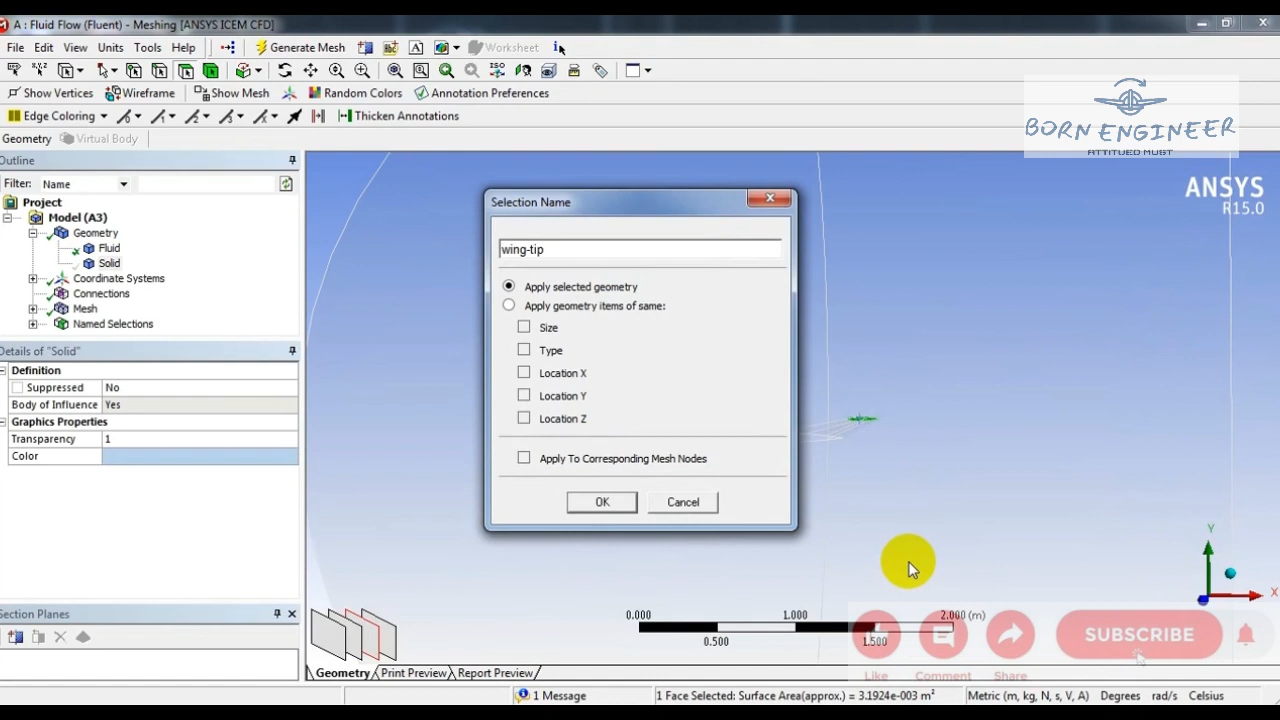 A : Fluid Flow (Fluent) - Meshing [ANSYS ICEM CFD]
File Edit View Units Tools Help Generate Mesh A Worksheet i
Show Vertices Wireframe Show Mesh Random Colors Annotation Preferences
Edge Coloring Thicken Annotations
Geometry Virtual Body
BORN ENGINEER
ATTITUED MUST
Outline
Filter: Name
Project
Model (A3)
Geometry
Fluid
Solid
Coordinate Systems
Connections
Mesh
Named Selections
Details of "Solid"
Definition
Suppressed No
Body of Influence Yes
Graphics Properties
Transparency 1
Color
Section Planes
ANSYS
R15.0
Selection Name
wing-tip
Apply selected geometry
Apply geometry items of same:
Size
Type
Location X
Location Y
Location Z
Apply To Corresponding Mesh Nodes
OK Cancel
Y
X
0.000 1.000 2.000 (m)
0.500 1.500
SUBSCRIBE
Like Comment Share
Geometry Print Preview Report Preview
1 Message 1 Face Selected: Surface Area(approx.) = 3.1924e-003 m² Metric (m, kg, N, s, V, A) Degrees rad/s Celsius